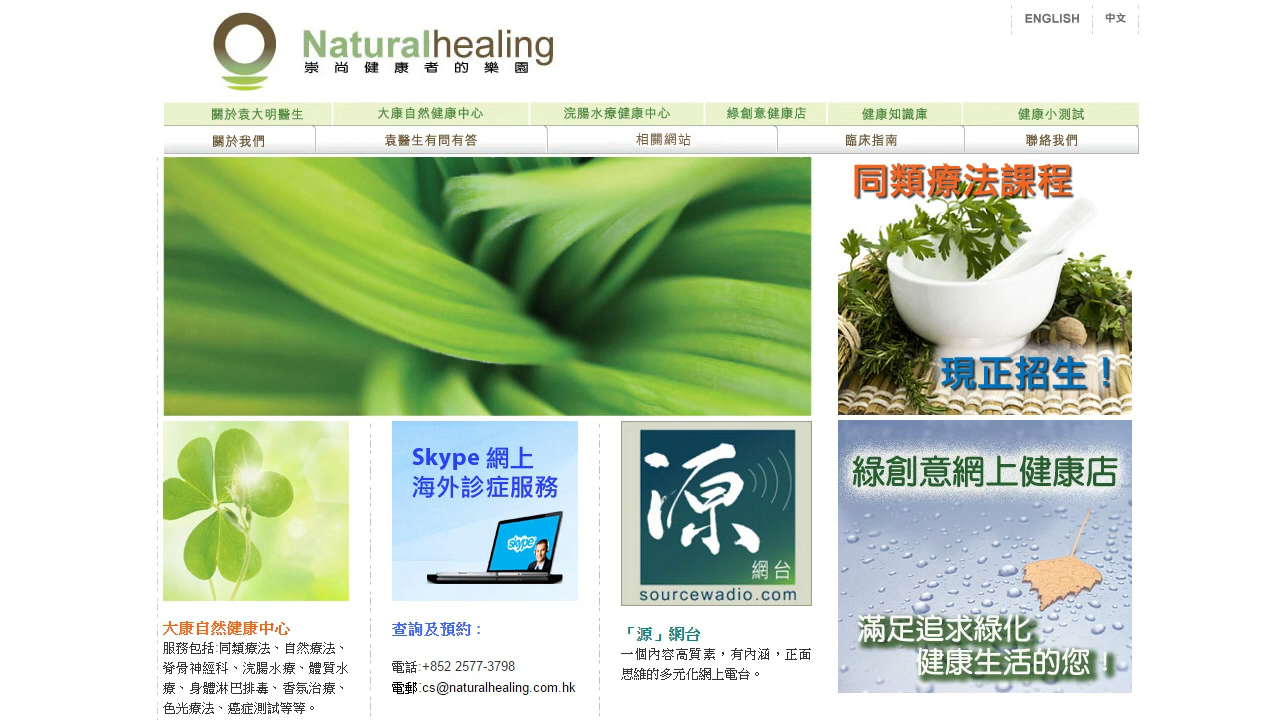 ENGLISH
中文
Naturalhealing
崇尚健康者的樂園
關於袁大明醫生
大康自然健康中心
浣腸水療健康中心
綠創意健康店
健康知識庫
健康小測試
關於我們
袁醫生有問有答
相關網站
臨床指南
聯絡我們
同類療法課程
現正招生！
Skype 網上
海外診症服務
skype
源
網台
sourcewadio.com
綠創意網上健康店
滿足追求綠化
健康生活的您！
大康自然健康中心
服務包括:同類療法、自然療法、
脊骨神經科、浣腸水療、體質水
療、身體淋巴排毒、香氛治療、
色光療法、癌症測試等等。
查詢及預約：
電話:+852 2577-3798
電郵:cs@naturalhealing.com.hk
「源」網台
一個內容高質素，有內涵，正面
思維的多元化網上電台。